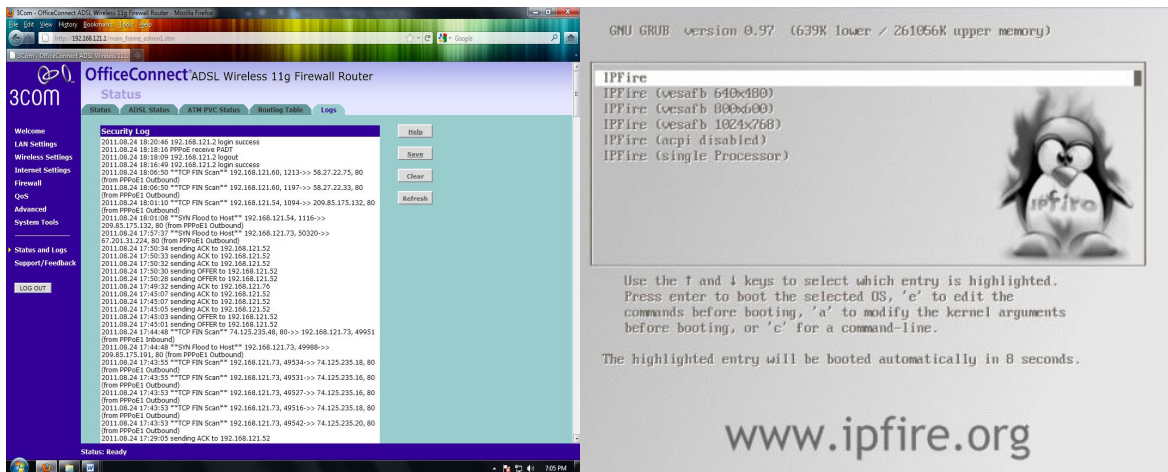 3Com - OfficeConnect ADSL Wireless 11g Firewall Router - Mozilla Firefox
File Edit View History Bookmarks Tools Help
http://192.168.121.1/main_frame_admin1.stm
Google
3Com - OfficeConnect ADSL Wireless 11g
3COM
OfficeConnect ADSL Wireless 11g Firewall Router
Status
Status ADSL Status ATM PVC Status Routing Table Logs
Welcome
LAN Settings
Wireless Settings
Internet Settings
Firewall
QoS
Advanced
System Tools
Status and Logs
Support/Feedback
LOG OUT
Security Log
2011.08.24 18:20:46 192.168.121.2 login success
2011.08.24 18:18:16 PPPoE receive PADT
2011.08.24 18:18:09 192.168.121.2 logout
2011.08.24 18:16:49 192.168.121.2 login success
2011.08.24 18:06:50 **TCP FIN Scan** 192.168.121.60, 1213->> 58.27.22.75, 80
(from PPPoE1 Outbound)
2011.08.24 18:06:50 **TCP FIN Scan** 192.168.121.60, 1197->> 58.27.22.33, 80
(from PPPoE1 Outbound)
2011.08.24 18:01:10 **TCP FIN Scan** 192.168.121.54, 1094->> 209.85.175.132, 80
(from PPPoE1 Outbound)
2011.08.24 18:01:08 **SYN Flood to Host** 192.168.121.54, 1116->>
209.85.175.132, 80 (from PPPoE1 Outbound)
2011.08.24 17:57:37 **SYN Flood to Host** 192.168.121.73, 50320->>
67.201.31.224, 80 (from PPPoE1 Outbound)
2011.08.24 17:50:34 sending ACK to 192.168.121.52
2011.08.24 17:50:33 sending ACK to 192.168.121.52
2011.08.24 17:50:32 sending ACK to 192.168.121.52
2011.08.24 17:50:30 sending OFFER to 192.168.121.52
2011.08.24 17:50:28 sending OFFER to 192.168.121.52
2011.08.24 17:49:32 sending ACK to 192.168.121.76
2011.08.24 17:45:07 sending ACK to 192.168.121.52
2011.08.24 17:45:07 sending ACK to 192.168.121.52
2011.08.24 17:45:05 sending ACK to 192.168.121.52
2011.08.24 17:45:03 sending OFFER to 192.168.121.52
2011.08.24 17:45:01 sending OFFER to 192.168.121.52
2011.08.24 17:44:48 **TCP FIN Scan** 74.125.235.48, 80->> 192.168.121.73, 49951
(from PPPoE1 Inbound)
2011.08.24 17:44:48 **SYN Flood to Host** 192.168.121.73, 49988->>
209.85.175.191, 80 (from PPPoE1 Outbound)
2011.08.24 17:43:55 **TCP FIN Scan** 192.168.121.73, 49534->> 74.125.235.18, 80
(from PPPoE1 Outbound)
2011.08.24 17:43:55 **TCP FIN Scan** 192.168.121.73, 49531->> 74.125.235.16, 80
(from PPPoE1 Outbound)
2011.08.24 17:43:53 **TCP FIN Scan** 192.168.121.73, 49527->> 74.125.235.16, 80
(from PPPoE1 Outbound)
2011.08.24 17:43:53 **TCP FIN Scan** 192.168.121.73, 49516->> 74.125.235.18, 80
(from PPPoE1 Outbound)
2011.08.24 17:43:53 **TCP FIN Scan** 192.168.121.73, 49542->> 74.125.235.20, 80
(from PPPoE1 Outbound)
2011.08.24 17:29:05 sending ACK to 192.168.121.52
Help
Save
Clear
Refresh
Status: Ready
7:05 PM
GNU GRUB version 0.97 (639K lower / 261056K upper memory)
IPFire
IPFire (vesafb 640x480)
IPFire (vesafb 800x600)
IPFire (vesafb 1024x768)
IPFire (acpi disabled)
IPFire (single Processor)
ipfire
Use the ↑ and ↓ keys to select which entry is highlighted.
Press enter to boot the selected OS, 'e' to edit the
commands before booting, 'a' to modify the kernel arguments
before booting, or 'c' for a command-line.
The highlighted entry will be booted automatically in 8 seconds.
www.ipfire.org